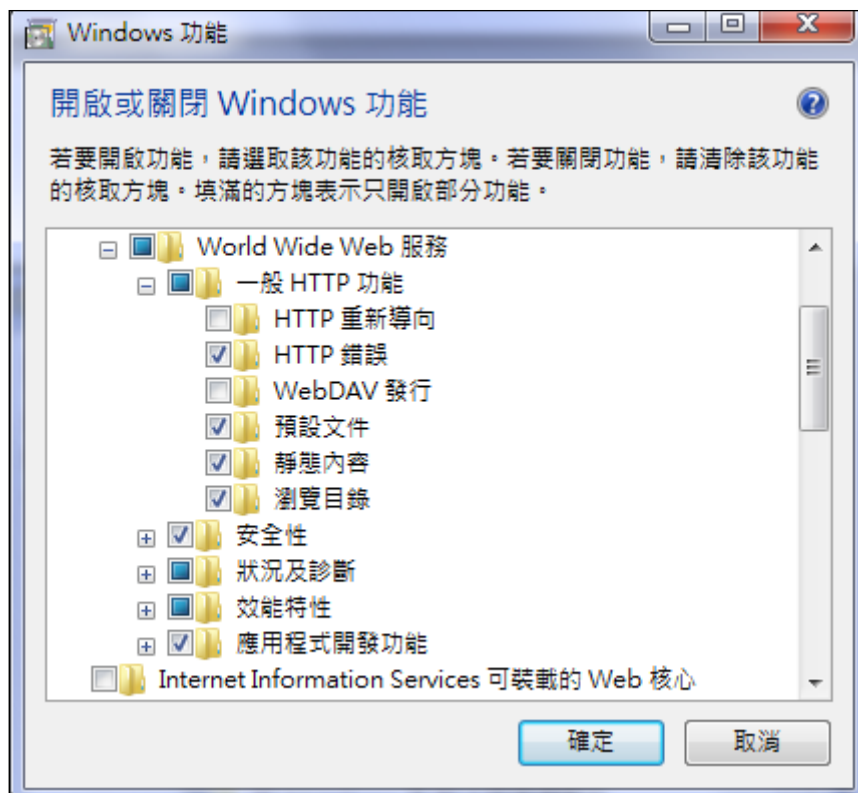 Windows 功能
開啟或關閉 Windows 功能
若要開啟功能，請選取該功能的核取方塊。若要關閉功能，請清除該功能
的核取方塊。填滿的方塊表示只開啟部分功能。
World Wide Web 服務
一般 HTTP 功能
HTTP 重新導向
HTTP 錯誤
WebDAV 發行
預設文件
靜態內容
瀏覽目錄
安全性
狀況及診斷
效能特性
應用程式開發功能
Internet Information Services 可裝載的 Web 核心
確定
取消